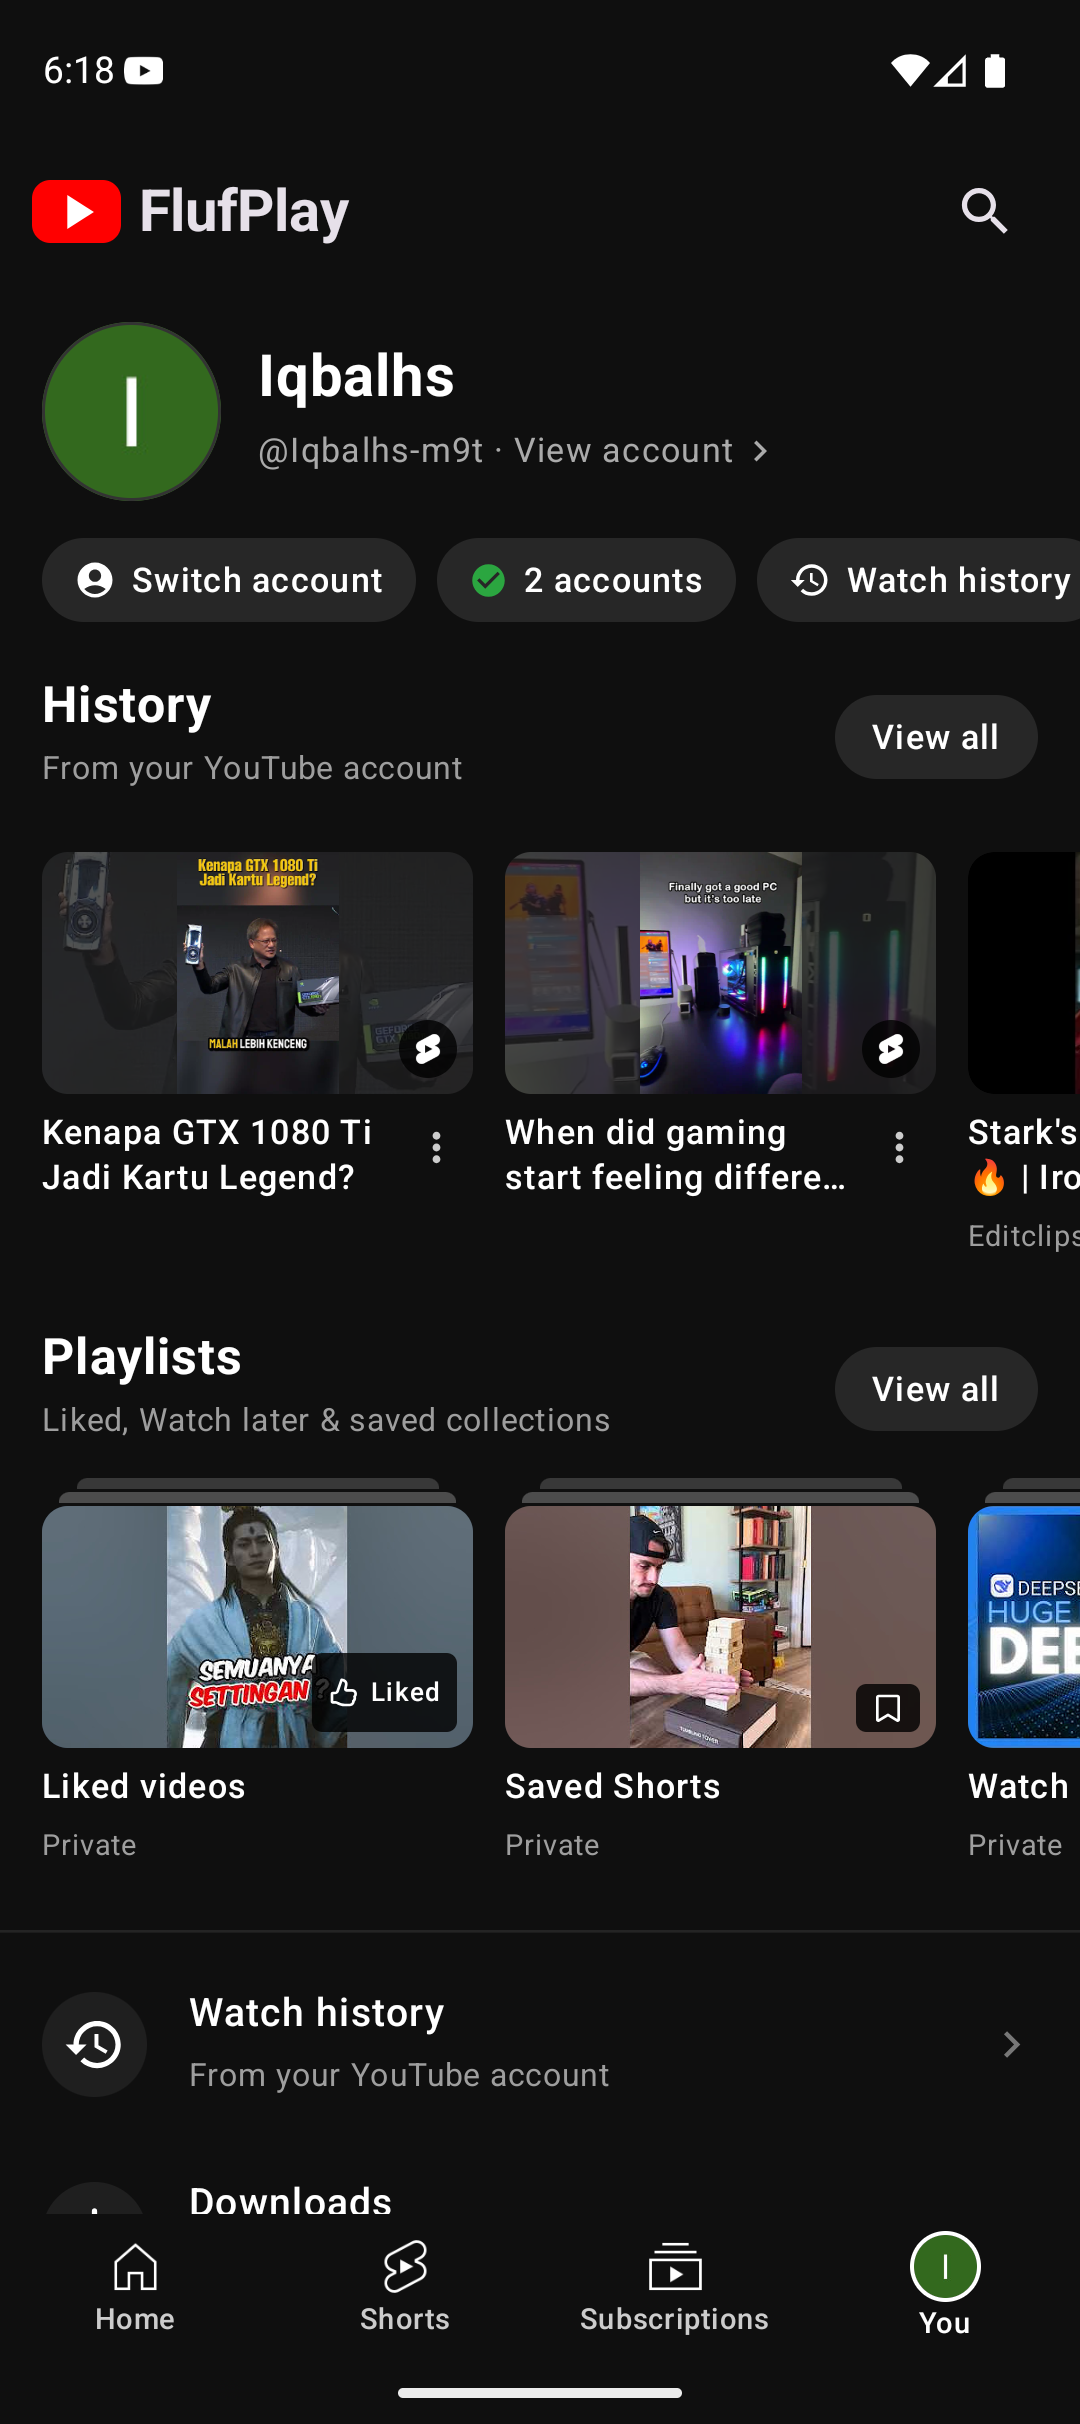 6:18
FlufPlay
I
Iqbalhs
@Iqbalhs-m9t · View account
Switch account
2 accounts
Watch history
History
From your YouTube account
View all
Kenapa GTX 1080 Ti
Jadi Kartu Legend?
MALAH LEBIH KENCENG
Finally got a good PC
but it's too late
Kenapa GTX 1080 Ti
Jadi Kartu Legend?
When did gaming
start feeling differe…
Stark's
🔥 | Iro
Editclips
Playlists
Liked, Watch later & saved collections
View all
SEMUANYA
SETTINGAN ?
Liked
TUMBLING TOWER
DEEPSE
HUGE
DEE
Liked videos
Private
Saved Shorts
Private
Watch
Private
Watch history
From your YouTube account
Downloads
Home
Shorts
Subscriptions
I
You